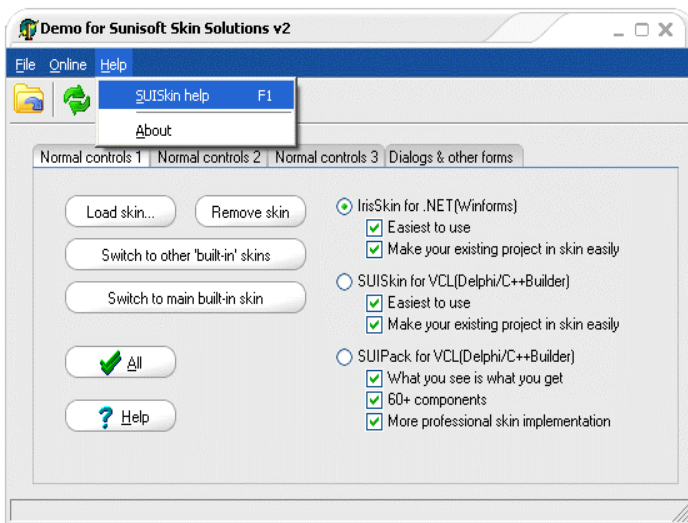 Demo for Sunisoft Skin Solutions v2
File Online Help
SUISkin help F1
About
Normal controls 1 Normal controls 2 Normal controls 3 Dialogs & other forms
Load skin... Remove skin
Switch to other 'built-in' skins
Switch to main built-in skin
All
Help
IrisSkin for .NET(Winforms)
Easiest to use
Make your existing project in skin easily
SUISkin for VCL(Delphi/C++Builder)
Easiest to use
Make your existing project in skin easily
SUIPack for VCL(Delphi/C++Builder)
What you see is what you get
60+ components
More professional skin implementation